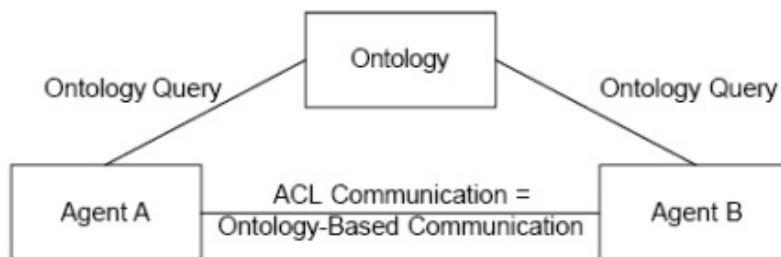 Ontology
Ontology Query
Ontology Query
Agent A
ACL Communication =
Ontology-Based Communication
Agent B